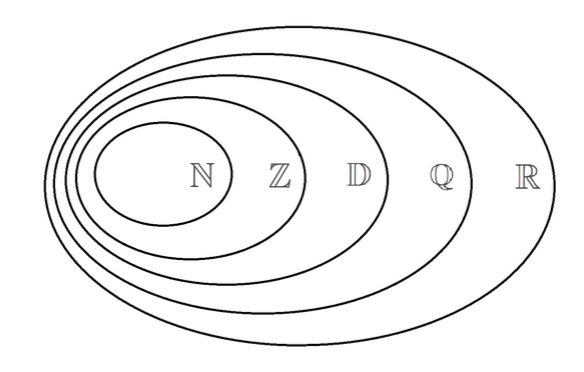 ℕ ℤ 𝔻 ℚ ℝ